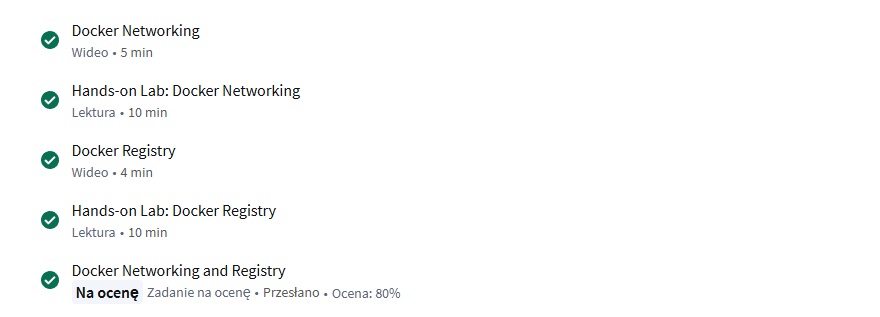 Docker Networking
Wideo • 5 min
Hands-on Lab: Docker Networking
Lektura • 10 min
Docker Registry
Wideo • 4 min
Hands-on Lab: Docker Registry
Lektura • 10 min
Docker Networking and Registry
Na ocenę Zadanie na ocenę • Przesłano • Ocena: 80%